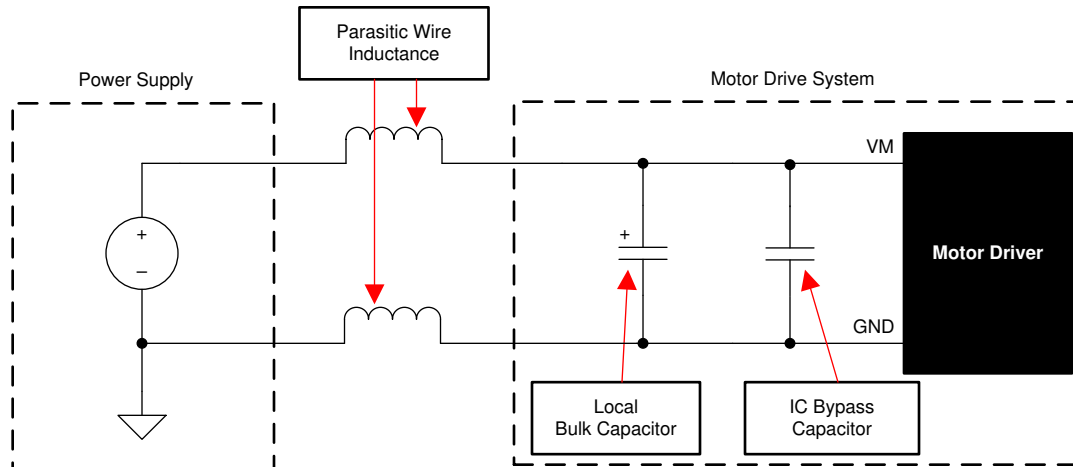 Parasitic Wire
Inductance
Power Supply
Motor Drive System
VM
+
–
+
Motor Driver
GND
Local
Bulk Capacitor
IC Bypass
Capacitor